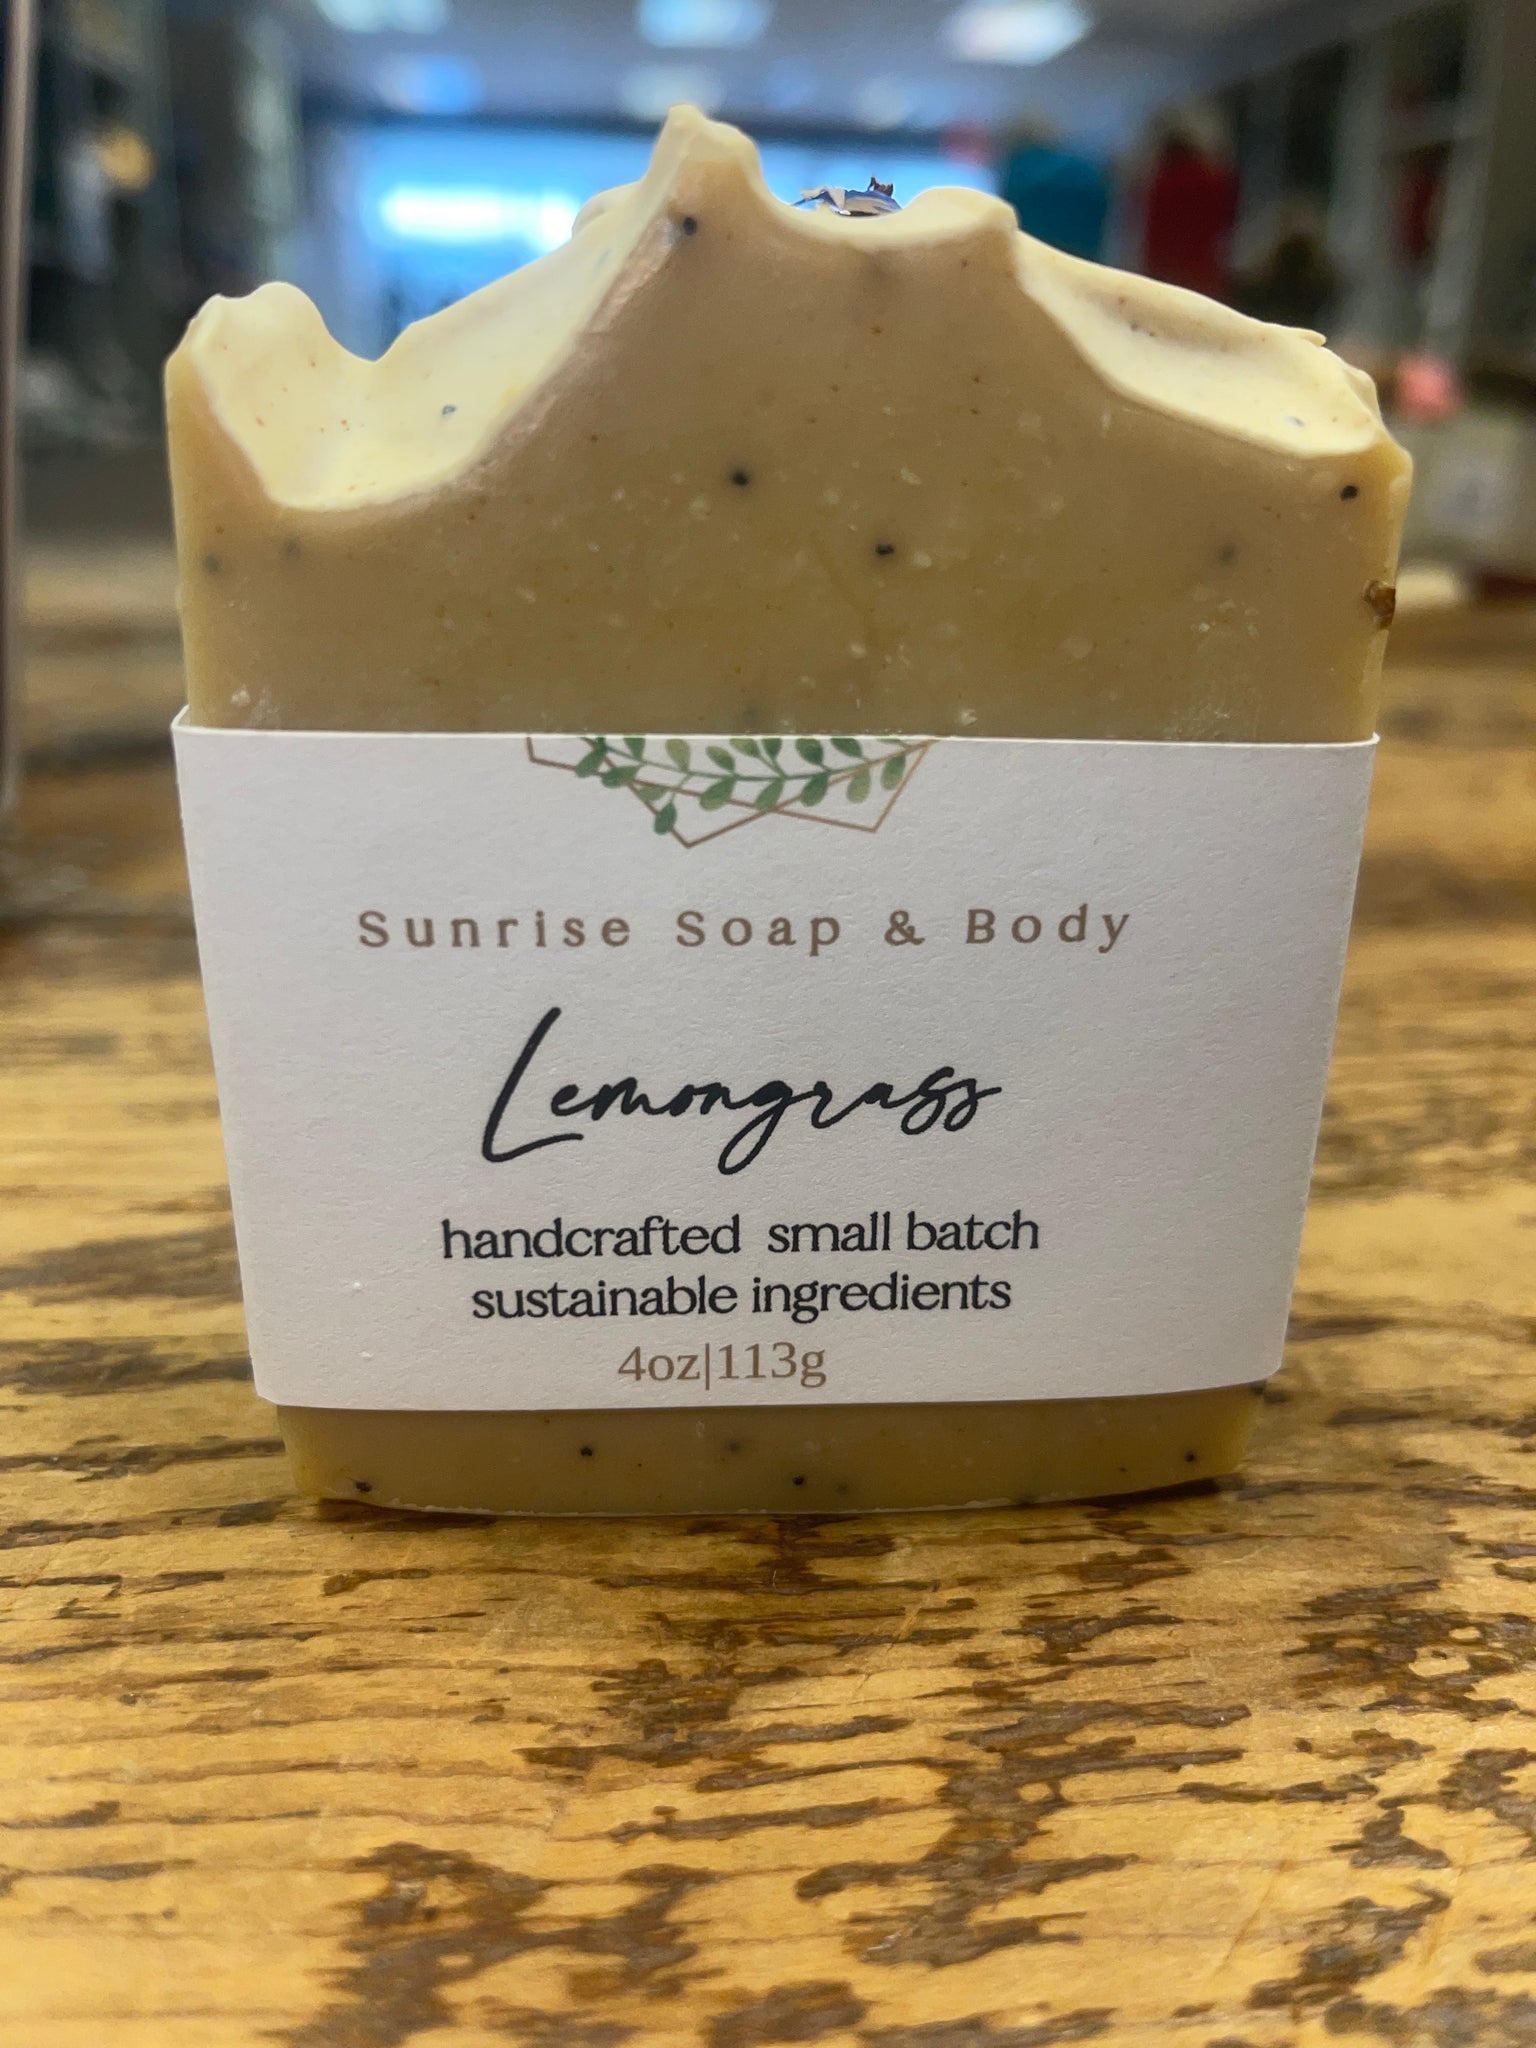 Sunrise Soap & Body
Lemongrass
handcrafted small batch
sustainable ingredients
4oz|113g